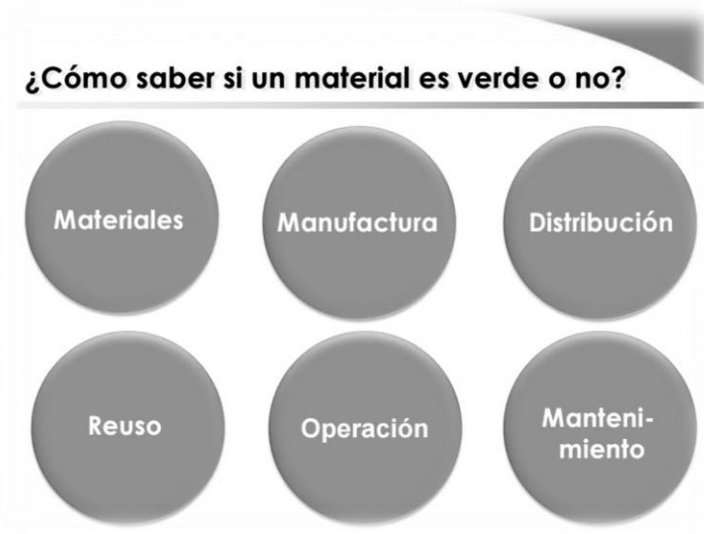 ¿Cómo saber si un material es verde o no?
Materiales
Manufactura
Distribución
Reuso
Operación
Manteni-
miento